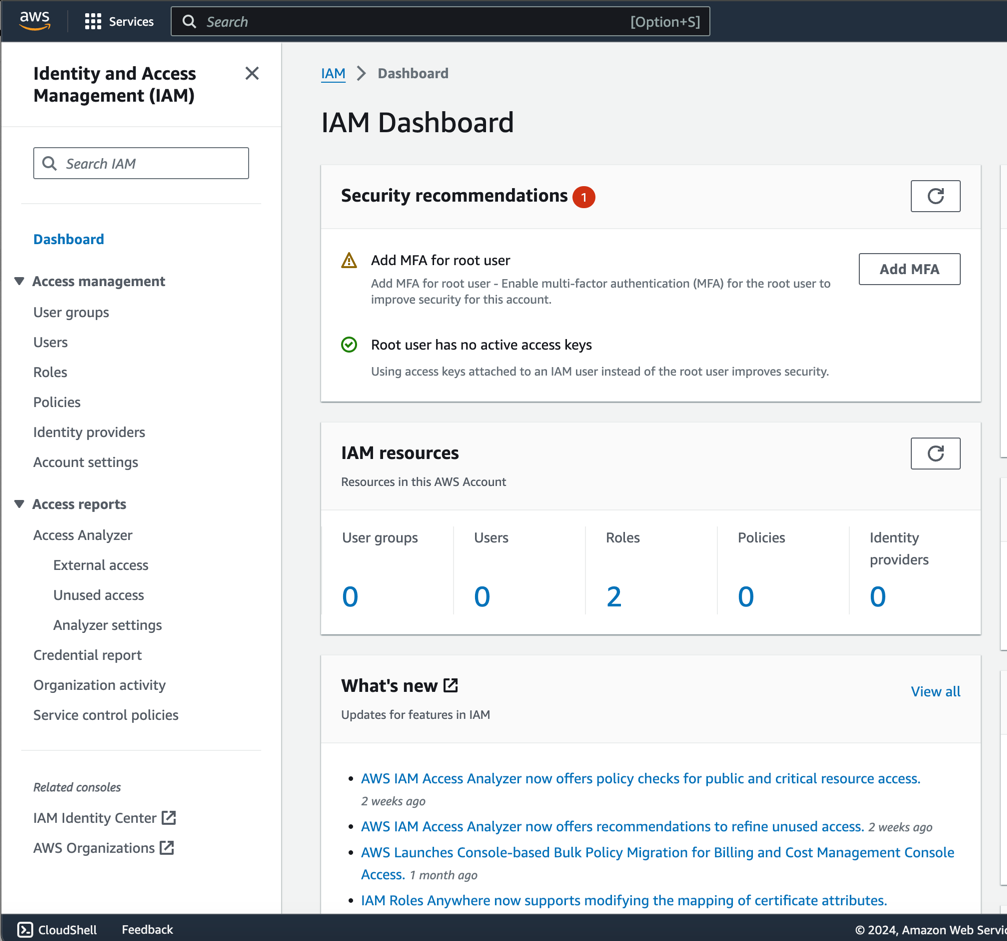 aws
Services
Search
[Option+S]
Identity and Access
Management (IAM)
Search IAM
Dashboard
Access management
User groups
Users
Roles
Policies
Identity providers
Account settings
Access reports
Access Analyzer
External access
Unused access
Analyzer settings
Credential report
Organization activity
Service control policies
Related consoles
IAM Identity Center
AWS Organizations
IAM > Dashboard
IAM Dashboard
Security recommendations 1
Add MFA for root user
Add MFA for root user - Enable multi-factor authentication (MFA) for the root user to
improve security for this account.
Add MFA
Root user has no active access keys
Using access keys attached to an IAM user instead of the root user improves security.
IAM resources
Resources in this AWS Account
User groups
0
Users
0
Roles
2
Policies
0
Identity
providers
0
What's new
View all
Updates for features in IAM
• AWS IAM Access Analyzer now offers policy checks for public and critical resource access.
2 weeks ago
• AWS IAM Access Analyzer now offers recommendations to refine unused access. 2 weeks ago
• AWS Launches Console-based Bulk Policy Migration for Billing and Cost Management Console
Access. 1 month ago
• IAM Roles Anywhere now supports modifying the mapping of certificate attributes.
CloudShell
Feedback
© 2024, Amazon Web